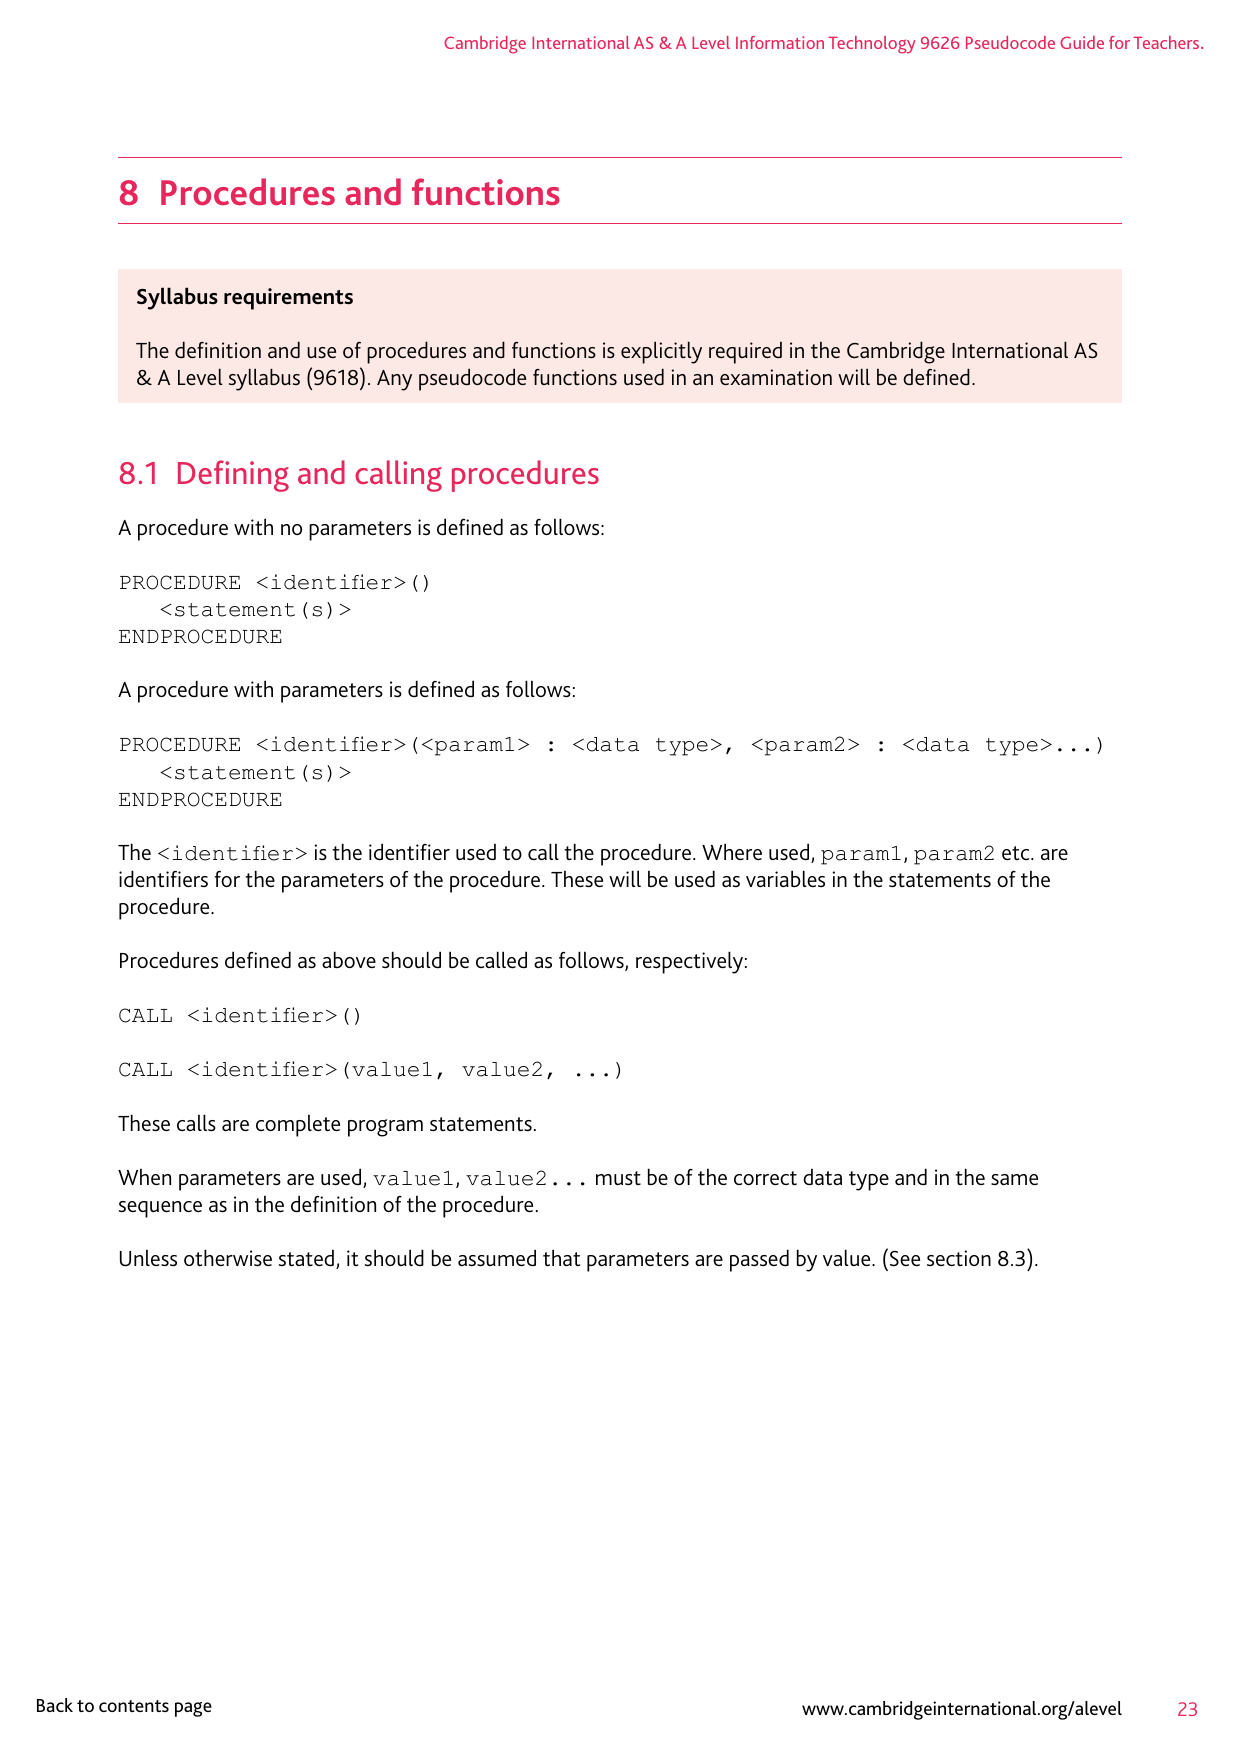 Cambridge International AS & A Level Information Technology 9626 Pseudocode Guide for Teachers.
8 Procedures and functions
Syllabus requirements
The definition and use of procedures and functions is explicitly required in the Cambridge International AS
& A Level syllabus (9618). Any pseudocode functions used in an examination will be defined.
8.1 Defining and calling procedures
A procedure with no parameters is defined as follows:
PROCEDURE <identifier>()
   <statement(s)>
ENDPROCEDURE
A procedure with parameters is defined as follows:
PROCEDURE <identifier>(<param1> : <data type>, <param2> : <data type>...)
   <statement(s)>
ENDPROCEDURE
The <identifier> is the identifier used to call the procedure. Where used, param1, param2 etc. are
identifiers for the parameters of the procedure. These will be used as variables in the statements of the
procedure.
Procedures defined as above should be called as follows, respectively:
CALL <identifier>()
CALL <identifier>(value1, value2, ...)
These calls are complete program statements.
When parameters are used, value1, value2... must be of the correct data type and in the same
sequence as in the definition of the procedure.
Unless otherwise stated, it should be assumed that parameters are passed by value. (See section 8.3).
Back to contents page
www.cambridgeinternational.org/alevel 23